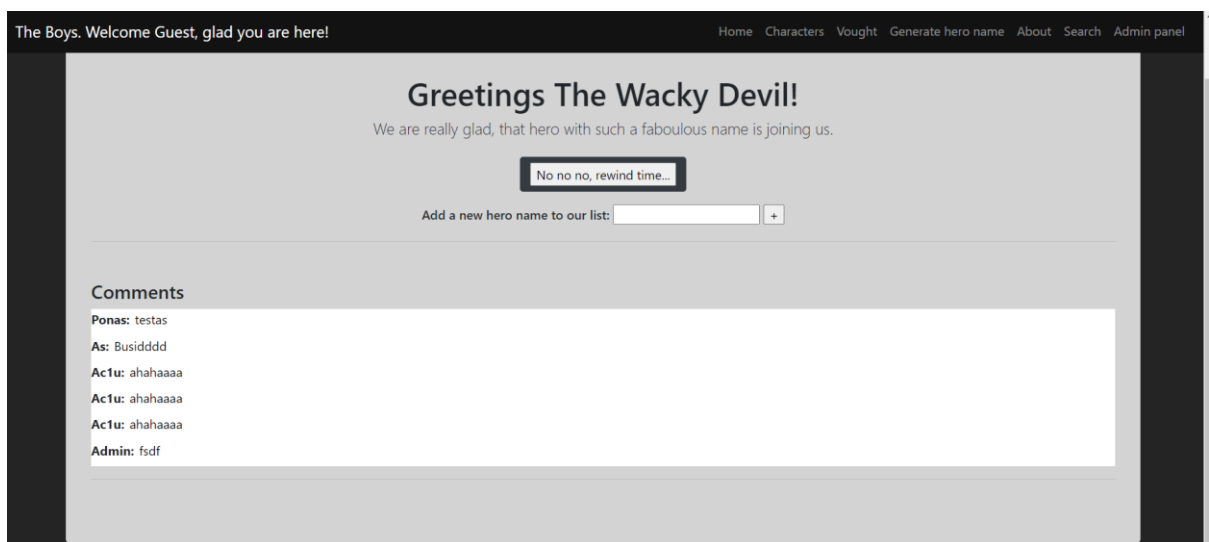 The Boys. Welcome Guest, glad you are here! Home Characters Vought Generate hero name About Search Admin panel
Greetings The Wacky Devil!
We are really glad, that hero with such a faboulous name is joining us.
No no no, rewind time...
Add a new hero name to our list: +
Comments
Ponas: testas
As: Busidddd
Ac1u: ahahaaaa
Ac1u: ahahaaaa
Ac1u: ahahaaaa
Admin: fsdf